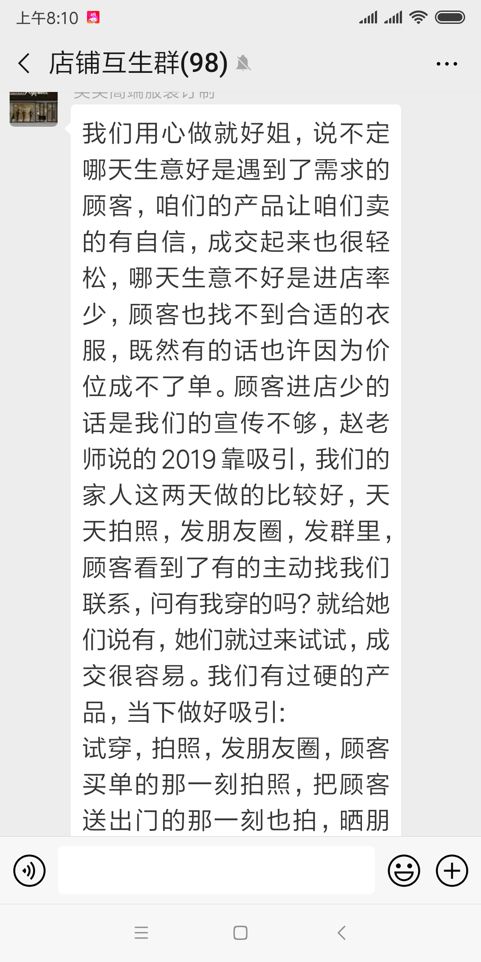 上午8:10
店铺互生群(98)
我们用心做就好姐，说不定
哪天生意好是遇到了需求的
顾客，咱们的产品让咱们卖
的有自信，成交起来也很轻
松，哪天生意不好是进店率
少，顾客也找不到合适的衣
服，既然有的话也许因为价
位成不了单。顾客进店少的
话是我们的宣传不够，赵老
师说的2019靠吸引，我们的
家人这两天做的比较好，天
天拍照，发朋友圈，发群里，
顾客看到了有的主动找我们
联系，问有我穿的吗？就给她
们说有，她们就过来试试，成
交很容易。我们有过硬的产
品，当下做好吸引：
试穿，拍照，发朋友圈，顾客
买单的那一刻拍照，把顾客
送出门的那一刻也拍，晒朋